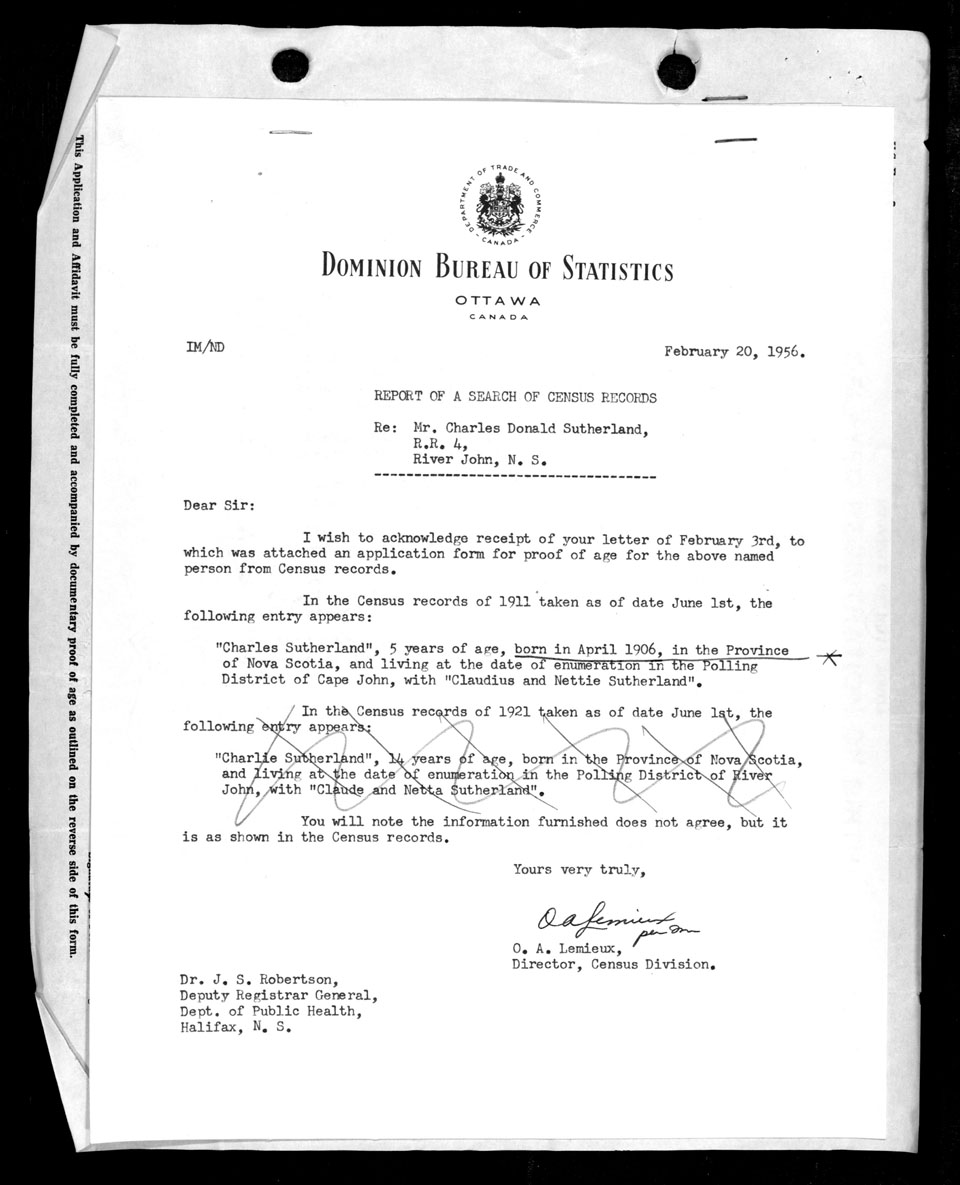 DEPARTMENT OF TRADE AND COMMERCE
- CANADA -
DOMINION BUREAU OF STATISTICS
OTTAWA
CANADA
IM/ND
February 20, 1956.
REPORT OF A SEARCH OF CENSUS RECORDS
Re: Mr. Charles Donald Sutherland,
R.R. 4,
River John, N. S.
Dear Sir:
I wish to acknowledge receipt of your letter of February 3rd, to
which was attached an application form for proof of age for the above named
person from Census records.
In the Census records of 1911 taken as of date June 1st, the
following entry appears:
"Charles Sutherland", 5 years of age, born in April 1906, in the Province
of Nova Scotia, and living at the date of enumeration in the Polling
District of Cape John, with "Claudius and Nettie Sutherland".
In the Census records of 1921 taken as of date June 1st, the
following entry appears:
"Charlie Sutherland", 14 years of age, born in the Province of Nova Scotia,
and living at the date of enumeration in the Polling District of River
John, with "Claude and Netta Sutherland".
You will note the information furnished does not agree, but it
is as shown in the Census records.
Yours very truly,
O A Lemieux
per
O. A. Lemieux,
Director, Census Division.
Dr. J. S. Robertson,
Deputy Registrar General,
Dept. of Public Health,
Halifax, N. S.
This Application and Affidavit must be fully completed and accompanied by documentary proof of age as outlined on the reverse side of this form.